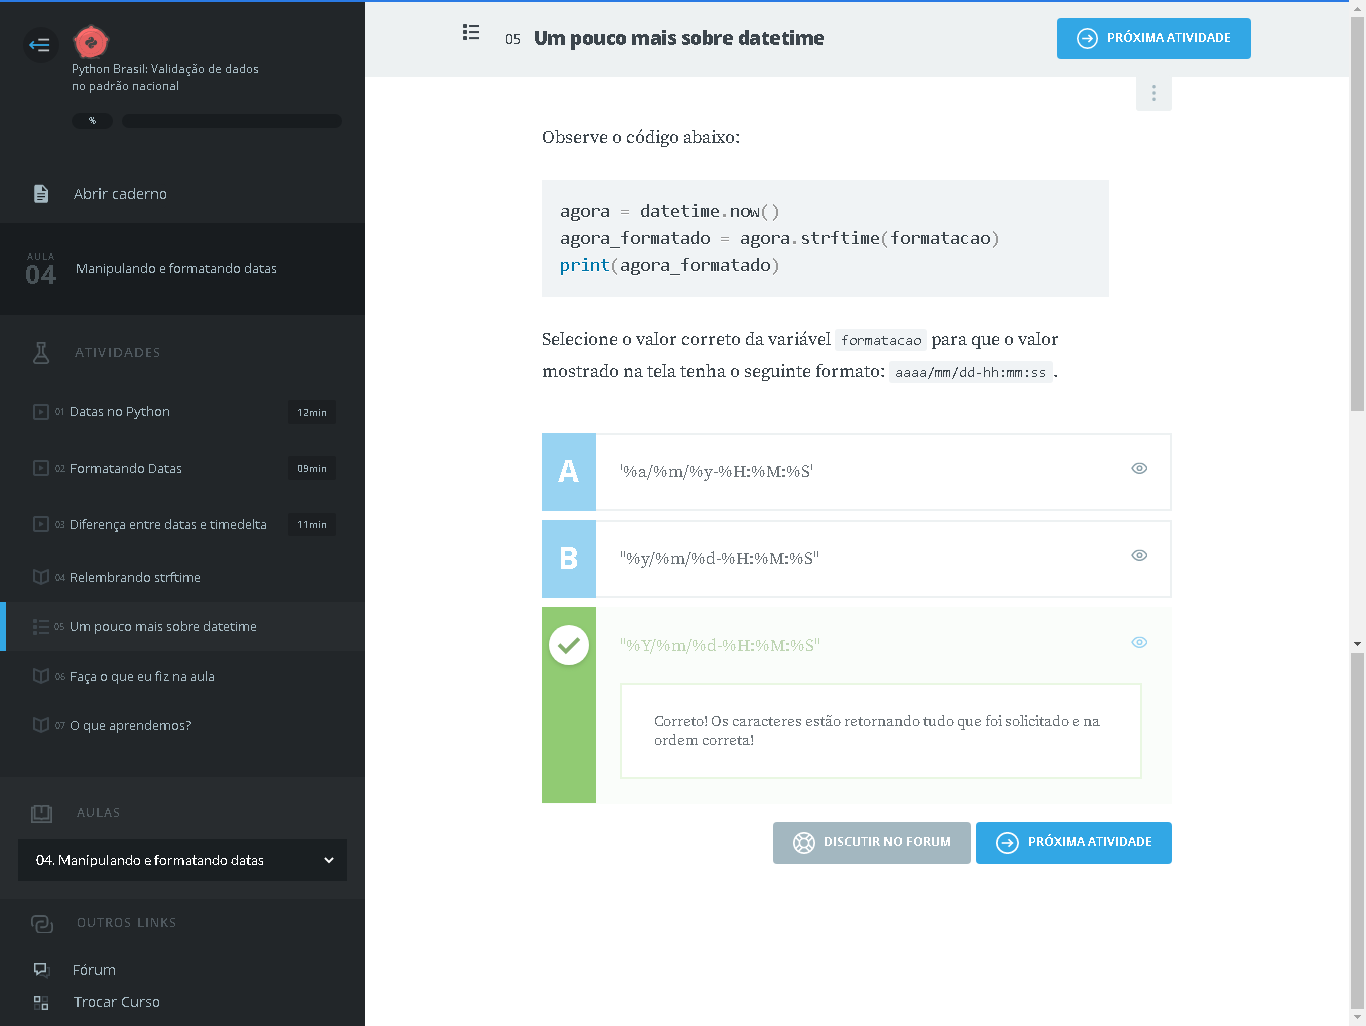 Python Brasil: Validação de dados
no padrão nacional
%
Abrir caderno
AULA
04
Manipulando e formatando datas
ATIVIDADES
01 Datas no Python 12min
02 Formatando Datas 09min
03 Diferença entre datas e timedelta 11min
04 Relembrando strftime
05 Um pouco mais sobre datetime
06 Faça o que eu fiz na aula
07 O que aprendemos?
AULAS
04. Manipulando e formatando datas
OUTROS LINKS
Fórum
Trocar Curso
05 Um pouco mais sobre datetime
PRÓXIMA ATIVIDADE
Observe o código abaixo:
agora = datetime.now()
agora_formatado = agora.strftime(formatacao)
print(agora_formatado)
Selecione o valor correto da variável formatacao para que o valor
mostrado na tela tenha o seguinte formato: aaaa/mm/dd-hh:mm:ss .
A '%a/%m/%y-%H:%M:%S'
B "%y/%m/%d-%H:%M:%S"
"%Y/%m/%d-%H:%M:%S"
Correto! Os caracteres estão retornando tudo que foi solicitado e na
ordem correta!
DISCUTIR NO FORUM
PRÓXIMA ATIVIDADE